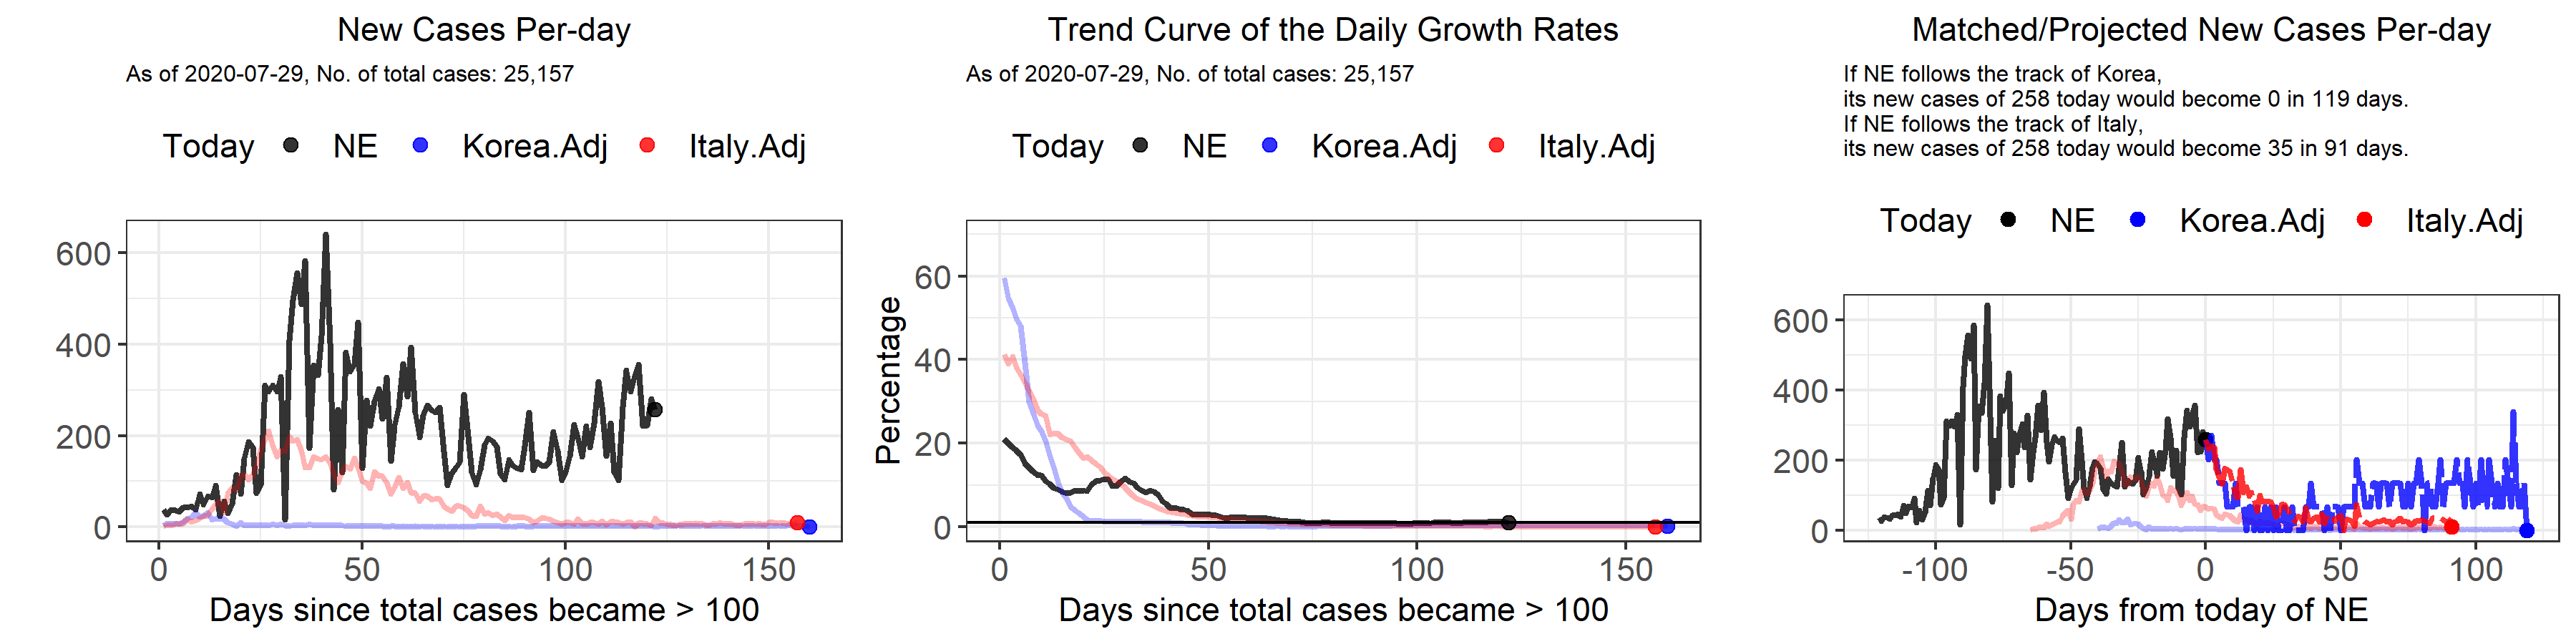 New Cases Per-day
As of 2020-07-29, No. of total cases: 25,157
Today NE Korea.Adj Italy.Adj
600
400
200
0
0 50 100 150
Days since total cases became > 100
Trend Curve of the Daily Growth Rates
As of 2020-07-29, No. of total cases: 25,157
Today NE Korea.Adj Italy.Adj
Percentage
60
40
20
0
0 50 100 150
Days since total cases became > 100
Matched/Projected New Cases Per-day
If NE follows the track of Korea,
its new cases of 258 today would become 0 in 119 days.
If NE follows the track of Italy,
its new cases of 258 today would become 35 in 91 days.
Today NE Korea.Adj Italy.Adj
600
400
200
0
-100 -50 0 50 100
Days from today of NE